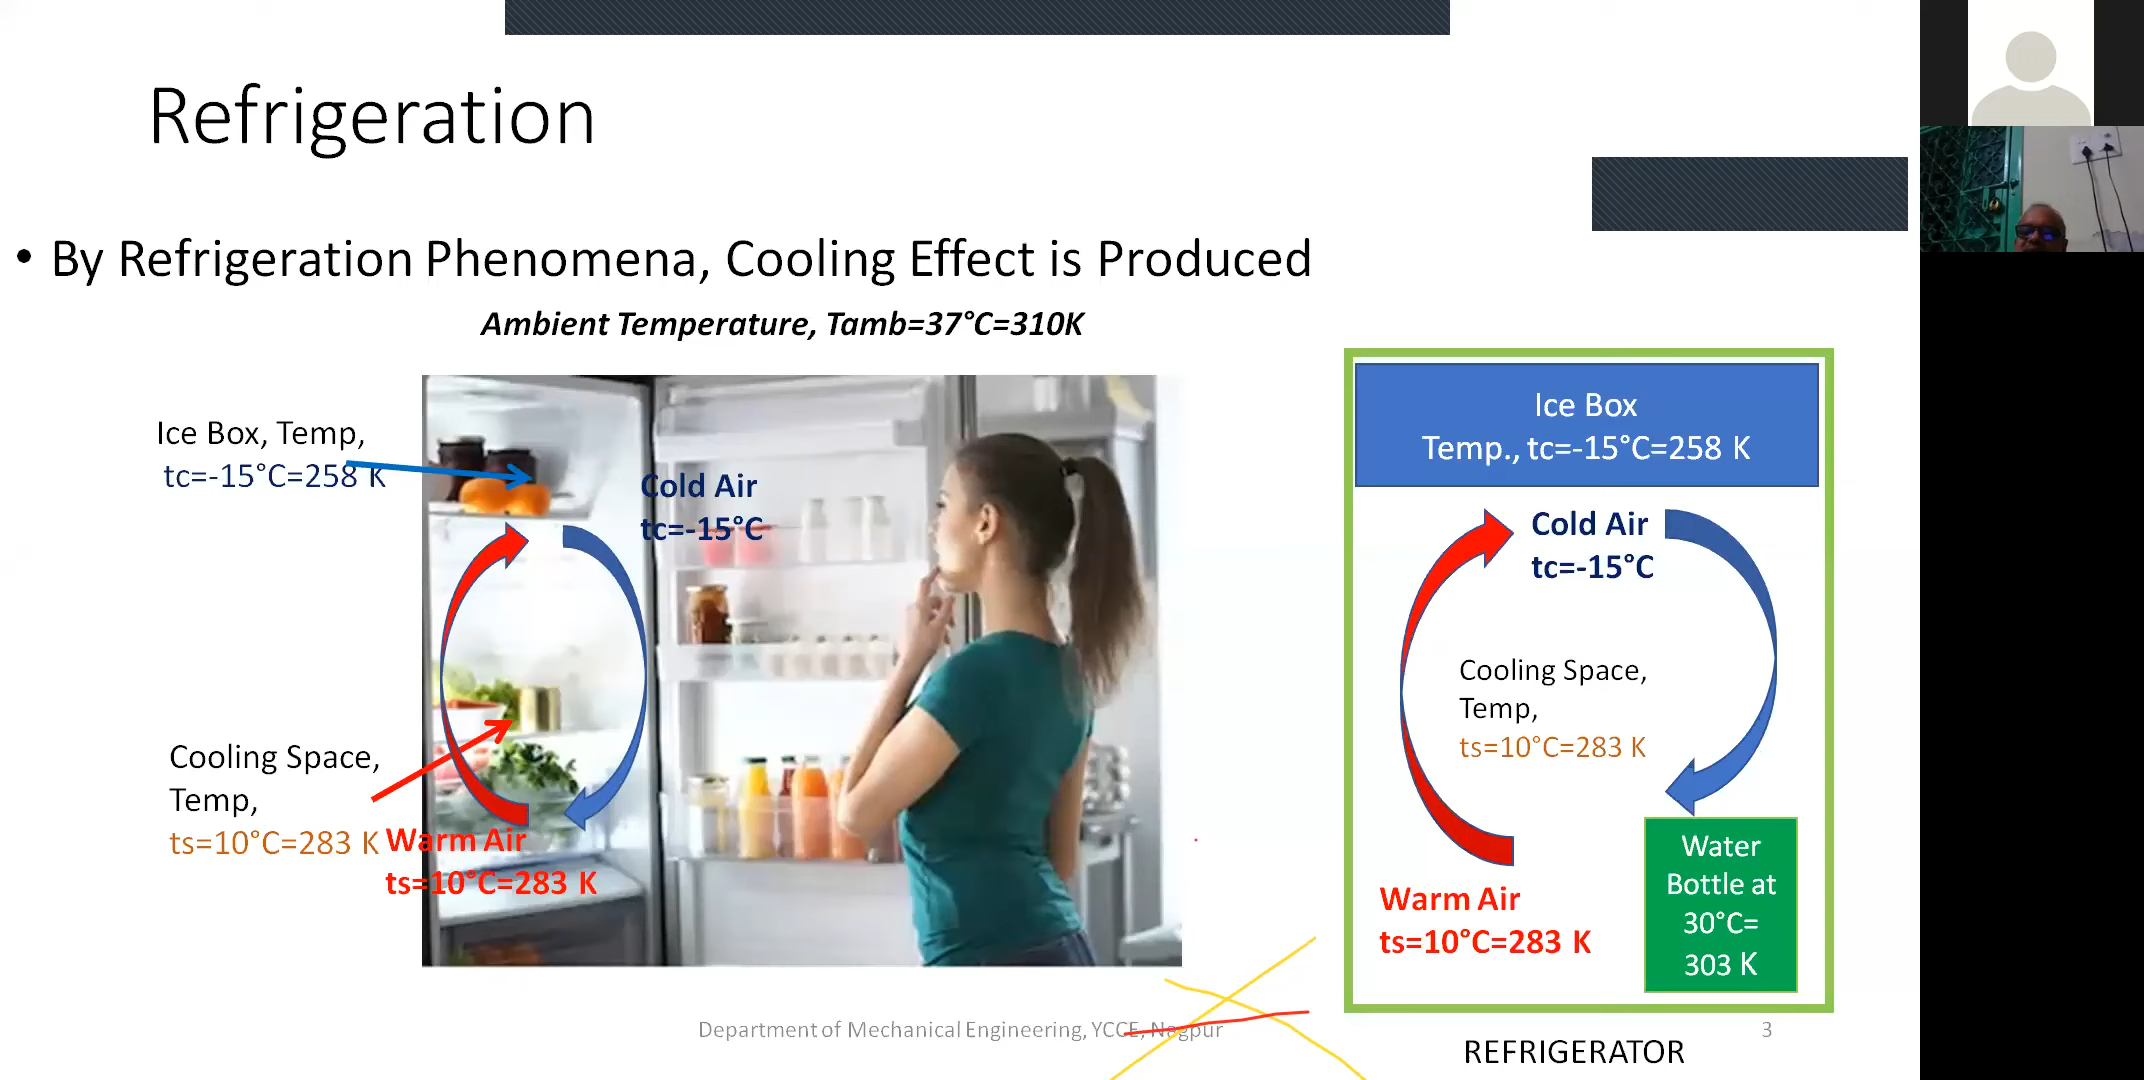 Refrigeration
• By Refrigeration Phenomena, Cooling Effect is Produced
Ambient Temperature, Tamb=37°C=310K
Ice Box, Temp,
tc=-15°C=258 K
Cold Air
tc=-15°C
Cooling Space,
Temp,
ts=10°C=283 K
Warm Air
ts=10°C=283 K
Ice Box
Temp., tc=-15°C=258 K
Cold Air
tc=-15°C
Cooling Space,
Temp,
ts=10°C=283 K
Warm Air
ts=10°C=283 K
Water
Bottle at
30°C=
303 K
REFRIGERATOR
Department of Mechanical Engineering, YCCE, Nagpur
3